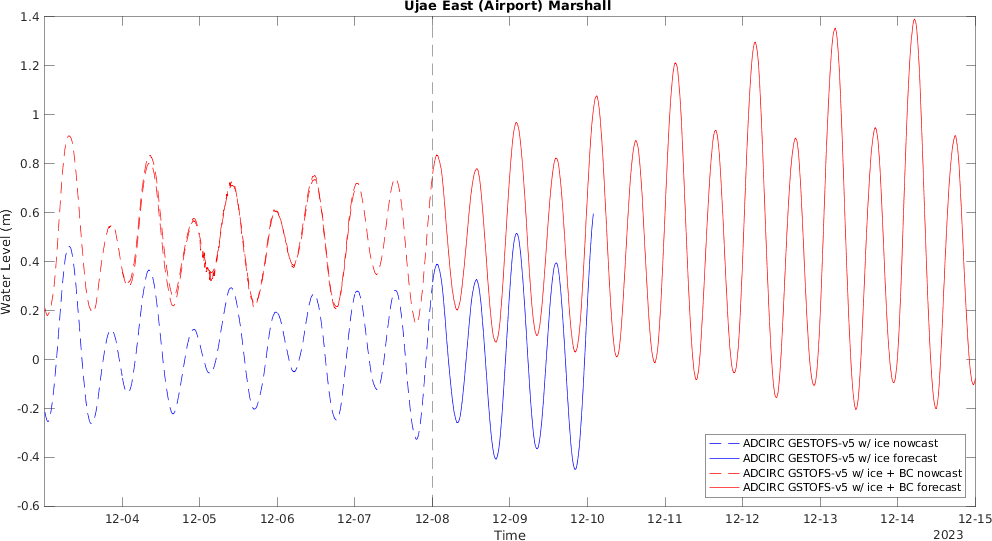 Ujae East (Airport) Marshall
Water Level (m)
1.4
1.2
1
0.8
0.6
0.4
0.2
0
-0.2
-0.4
-0.6
ADCIRC GESTOFS-v5 w/ ice nowcast
ADCIRC GESTOFS-v5 w/ ice forecast
ADCIRC GSTOFS-v5 w/ ice + BC nowcast
ADCIRC GSTOFS-v5 w/ ice + BC forecast
12-04 12-05 12-06 12-07 12-08 12-09 12-10 12-11 12-12 12-13 12-14 12-15
Time
2023